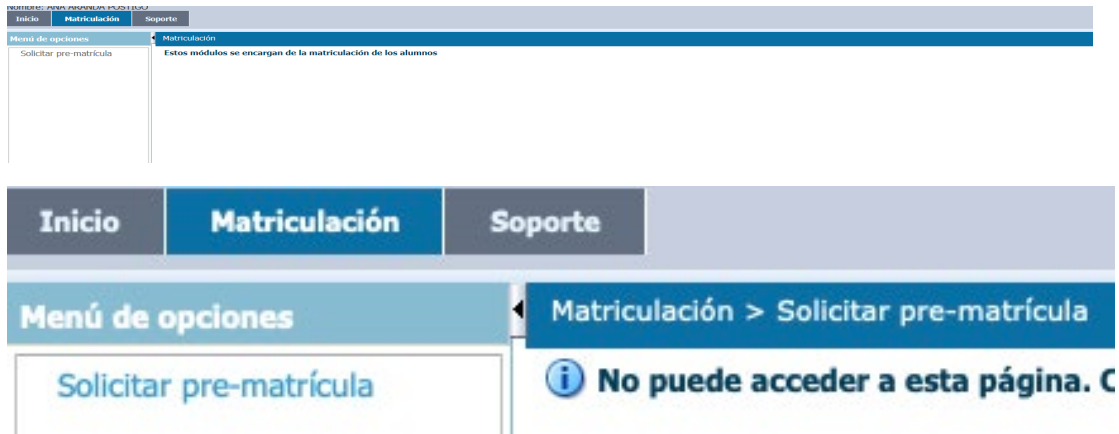 Nombre: ANA ARANDA POSTIGO
Inicio Matriculación Soporte
Menú de opciones Matriculación
Solicitar pre-matrícula Estos módulos se encargan de la matriculación de los alumnos
Inicio Matriculación Soporte
Menú de opciones Matriculación > Solicitar pre-matrícula
Solicitar pre-matrícula No puede acceder a esta página. C